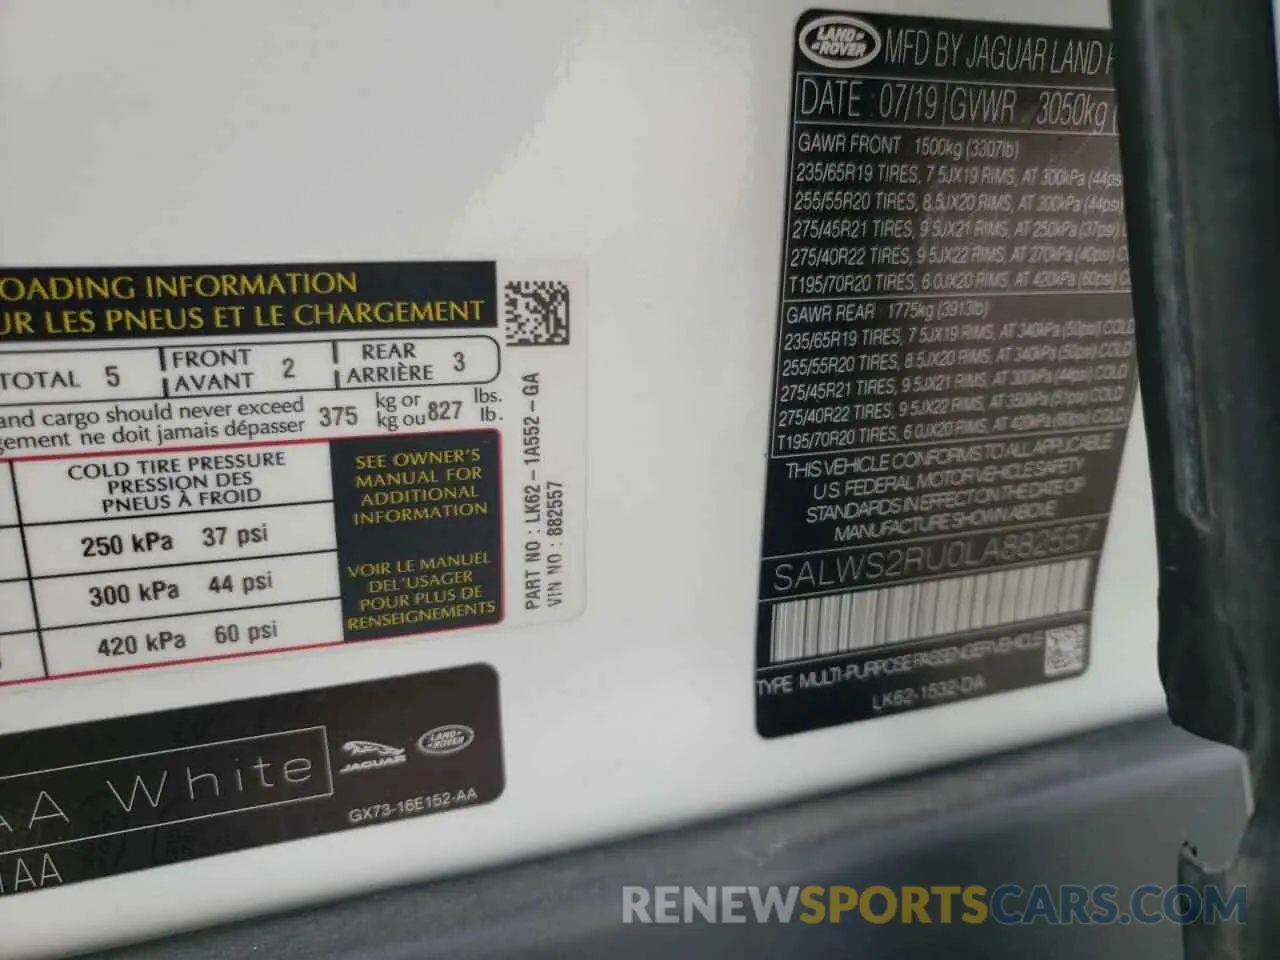 LAND ROVER
MFD BY JAGUAR LAND
DATE 07/19 GVWR 3050kg (
GAWR FRONT 1500kg (3307lb)
235/65R19 TIRES, 7.5JX19 RIMS, AT 300kPa (44psi
255/55R20 TIRES, 8.5JX20 RIMS, AT 300kPa (44psi)
275/45R21 TIRES, 9.5JX21 RIMS, AT 250kPa (37psi)
275/40R22 TIRES, 9.5JX22 RIMS, AT 270kPa (40psi) C
T195/70R20 TIRES, 6.0JX20 RIMS, AT 420kPa (60psi) C
GAWR REAR 1775kg (3913lb)
235/65R19 TIRES, 7.5JX19 RIMS, AT 340kPa (50psi) COLD
255/55R20 TIRES, 8.5JX20 RIMS, AT 340kPa (50psi) COLD
275/45R21 TIRES, 9.5JX21 RIMS, AT 300kPa (44psi) COLD
275/40R22 TIRES, 9.5JX22 RIMS, AT 350kPa (51psi) COLD
T195/70R20 TIRES, 6.0JX20 RIMS, AT 420kPa (60psi) COLD
THIS VEHICLE CONFORMS TO ALL APPLICABLE
U.S. FEDERAL MOTOR VEHICLE SAFETY
STANDARDS IN EFFECT ON THE DATE OF
MANUFACTURE SHOWN ABOVE
SALWS2RU0LA882557
TYPE MULTI-PURPOSE PASSENGER VEHICLE
LK62-1532-DA
OADING INFORMATION
UR LES PNEUS ET LE CHARGEMENT
TOTAL 5 FRONT AVANT 2 REAR ARRIÈRE 3
and cargo should never exceed 375 kg or 827 lbs.
gement ne doit jamais dépasser kg ou lb.
COLD TIRE PRESSURE
PRESSION DES
PNEUS À FROID
250 kPa 37 psi
300 kPa 44 psi
420 kPa 60 psi
SEE OWNER'S
MANUAL FOR
ADDITIONAL
INFORMATION
VOIR LE MANUEL
DEL'USAGER
POUR PLUS DE
RENSEIGNEMENTS
PART NO : LK62-1A552-GA
VIN NO : 882557
A White
JAGUAR
LAND ROVER
GX73-16E152-AA
1AA
RENEWSPORTSCARS.COM